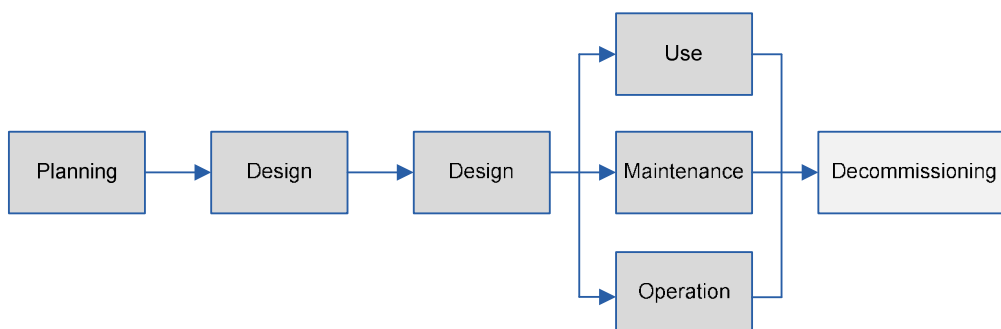 Use
Planning
Design
Design
Maintenance
Decommissioning
Operation